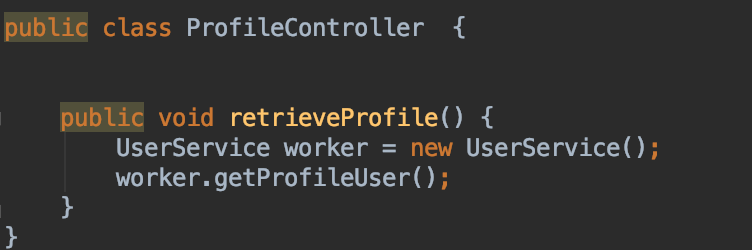 public class ProfileController  {
public void retrieveProfile() {
UserService worker = new UserService();
worker.getProfileUser();
}
}